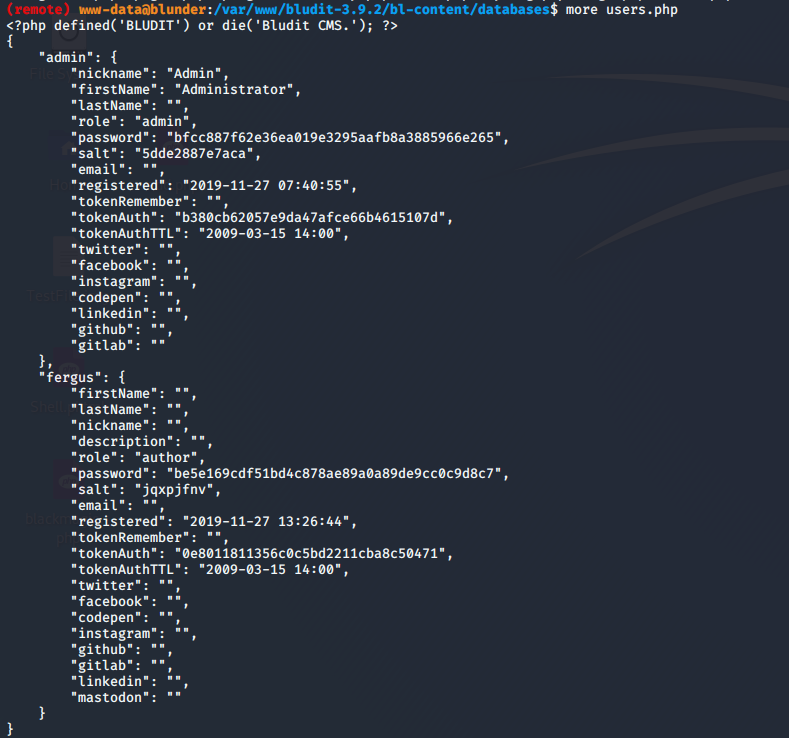 (remote) www-data@blunder:/var/www/bludit-3.9.2/bl-content/databases$ more users.php
<?php defined('BLUDIT') or die('Bludit CMS.'); ?>
{
    "admin": {
        "nickname": "Admin",
        "firstName": "Administrator",
        "lastName": "",
        "role": "admin",
        "password": "bfcc887f62e36ea019e3295aafb8a3885966e265",
        "salt": "5dde2887e7aca",
        "email": "",
        "registered": "2019-11-27 07:40:55",
        "tokenRemember": "",
        "tokenAuth": "b380cb62057e9da47afce66b4615107d",
        "tokenAuthTTL": "2009-03-15 14:00",
        "twitter": "",
        "facebook": "",
        "instagram": "",
        "codepen": "",
        "linkedin": "",
        "github": "",
        "gitlab": ""
    },
    "fergus": {
        "firstName": "",
        "lastName": "",
        "nickname": "",
        "description": "",
        "role": "author",
        "password": "be5e169cdf51bd4c878ae89a0a89de9cc0c9d8c7",
        "salt": "jqxpjfnv",
        "email": "",
        "registered": "2019-11-27 13:26:44",
        "tokenRemember": "",
        "tokenAuth": "0e8011811356c0c5bd2211cba8c50471",
        "tokenAuthTTL": "2009-03-15 14:00",
        "twitter": "",
        "facebook": "",
        "codepen": "",
        "instagram": "",
        "github": "",
        "gitlab": "",
        "linkedin": "",
        "mastodon": ""
    }
}